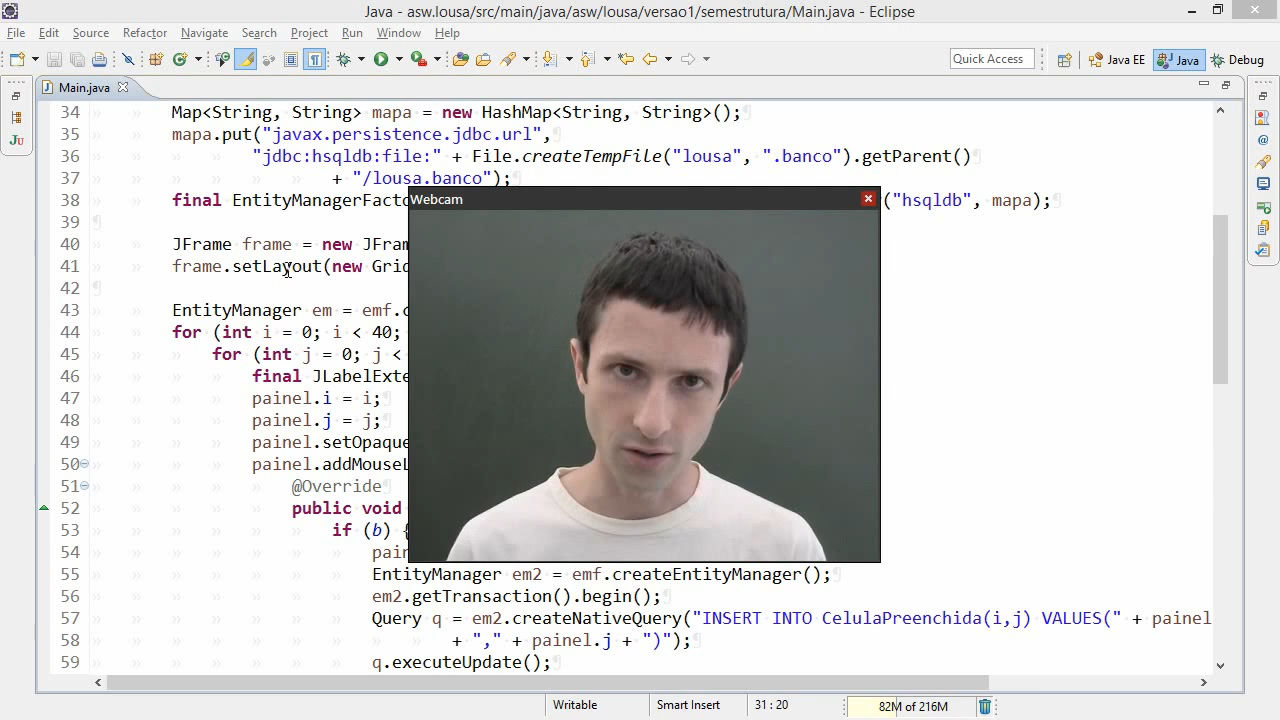 Java - asw.lousa/src/main/java/asw/lousa/versao1/semestrutura/Main.java - Eclipse
File Edit Source Refactor Navigate Search Project Run Window Help
Quick Access
Java EE
Java
Debug
Main.java
34 Map<String, String> mapa = new HashMap<String, String>();
35 mapa.put("javax.persistence.jdbc.url",
36 "jdbc:hsqldb:file:" + File.createTempFile("lousa", ".banco").getParent()
37 + "/lousa.banco");
38 final EntityManagerFacto ("hsqldb", mapa);
39
40 JFrame frame = new JFram
41 frame.setLayout(new Grid
42
43 EntityManager em = emf.c
44 for (int i = 0; i < 40;
45 for (int j = 0; j <
46 final JLabelExte
47 painel.i = i;
48 painel.j = j;
49 painel.setOpaque
50 painel.addMouseL
51 @Override
52 public void
53 if (b) {
54 pai
55 EntityManager em2 = emf.createEntityManager();
56 em2.getTransaction().begin();
57 Query q = em2.createNativeQuery("INSERT INTO CelulaPreenchida(i,j) VALUES(" + painel
58 + "," + painel.j + ")");
59 q.executeUpdate();
Webcam
Writable
Smart Insert
31 : 20
82M of 216M